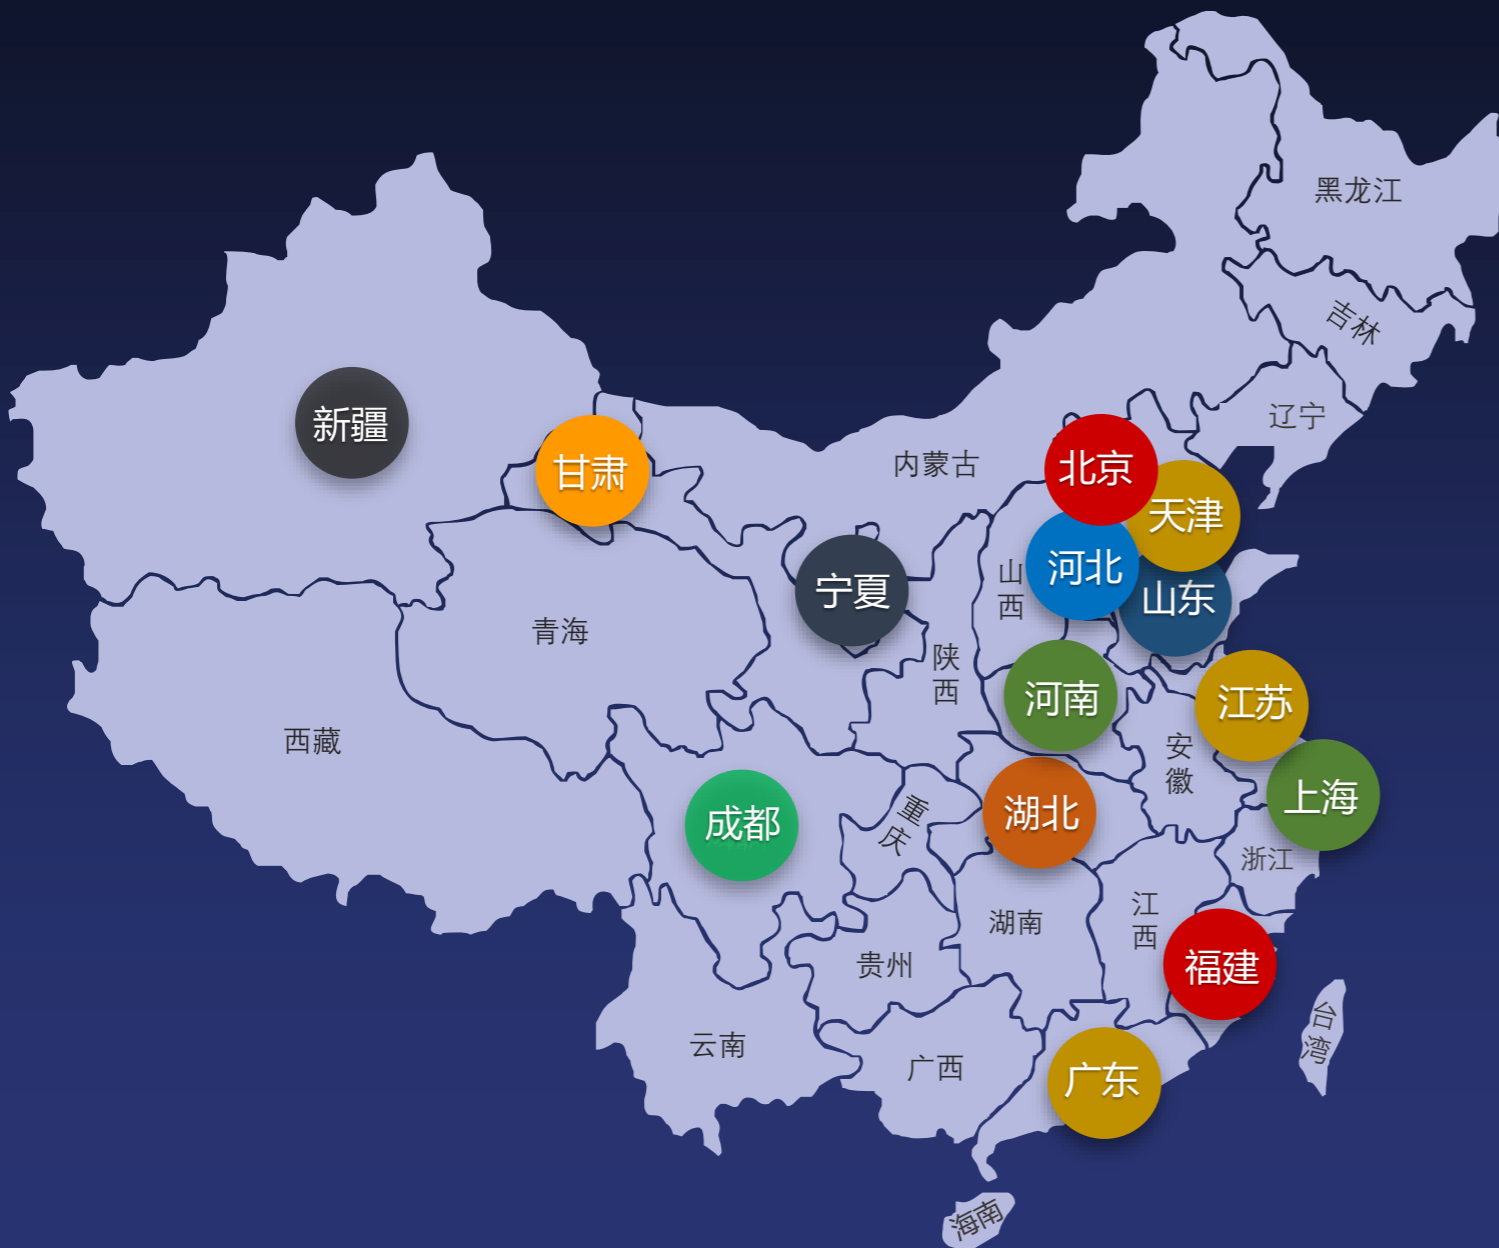 黑龙江
吉林
辽宁
新疆
甘肃
内蒙古
北京
天津
河北
山东
山
西
宁夏
青海
陕
西
河南
江苏
西藏
安
徽
上海
成都
重
庆
湖北
浙江
江
西
湖南
福建
贵州
台
湾
云南
广西
广东
海南